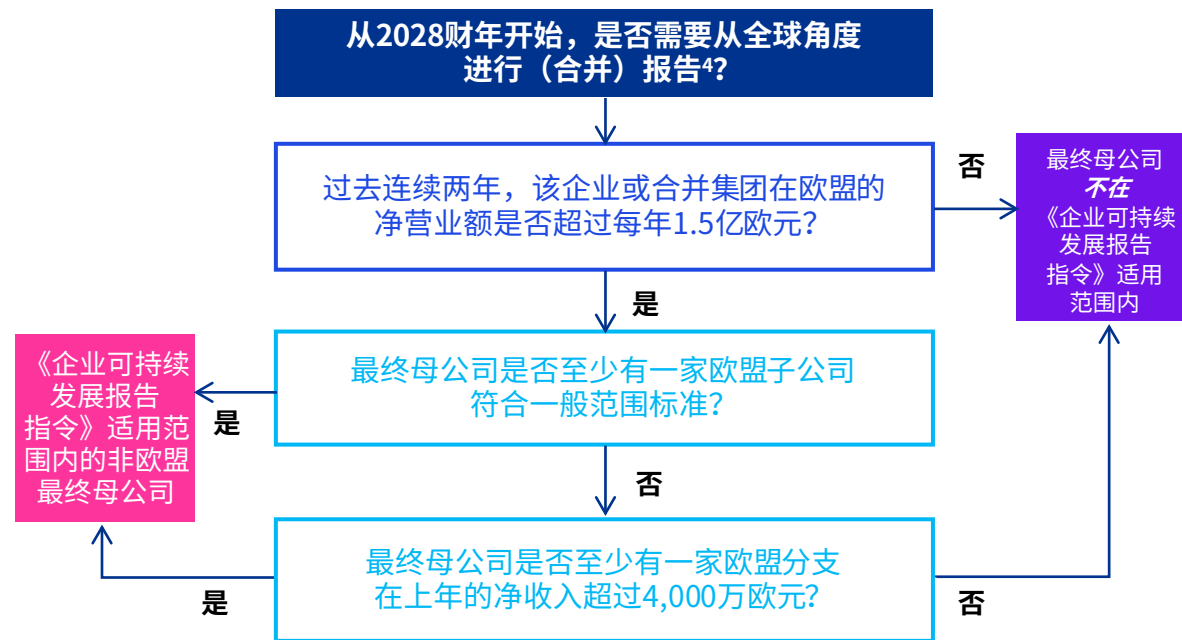 从2028财年开始，是否需要从全球角度
进行（合并）报告⁴？
过去连续两年，该企业或合并集团在欧盟的
净营业额是否超过每年1.5亿欧元？
否
最终母公司
不在
《企业可持续
发展报告
指令》适用
范围内
是
最终母公司是否至少有一家欧盟子公司
符合一般范围标准？
是
《企业可持续
发展报告
指令》适用范
围内的非欧盟
最终母公司
否
最终母公司是否至少有一家欧盟分支
在上年的净收入超过4,000万欧元？
是
否